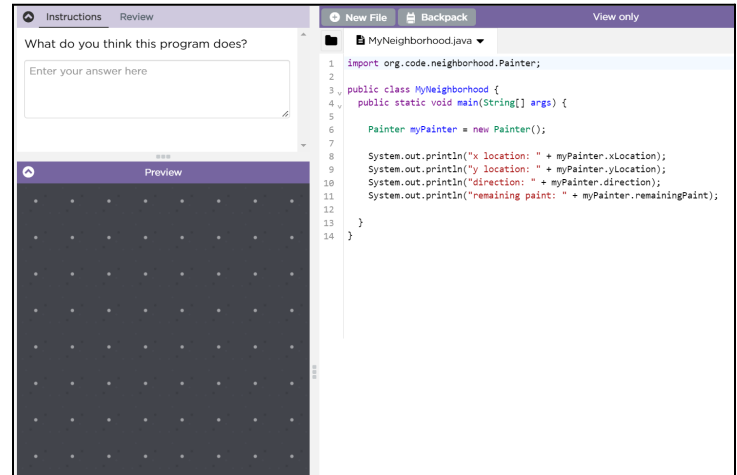 Instructions Review
What do you think this program does?
Enter your answer here
Preview
New File Backpack View only
MyNeighborhood.java
1 import org.code.neighborhood.Painter;
2
3 public class MyNeighborhood {
4 public static void main(String[] args) {
5
6 Painter myPainter = new Painter();
7
8 System.out.println("x location: " + myPainter.xLocation);
9 System.out.println("y location: " + myPainter.yLocation);
10 System.out.println("direction: " + myPainter.direction);
11 System.out.println("remaining paint: " + myPainter.remainingPaint);
12
13 }
14 }